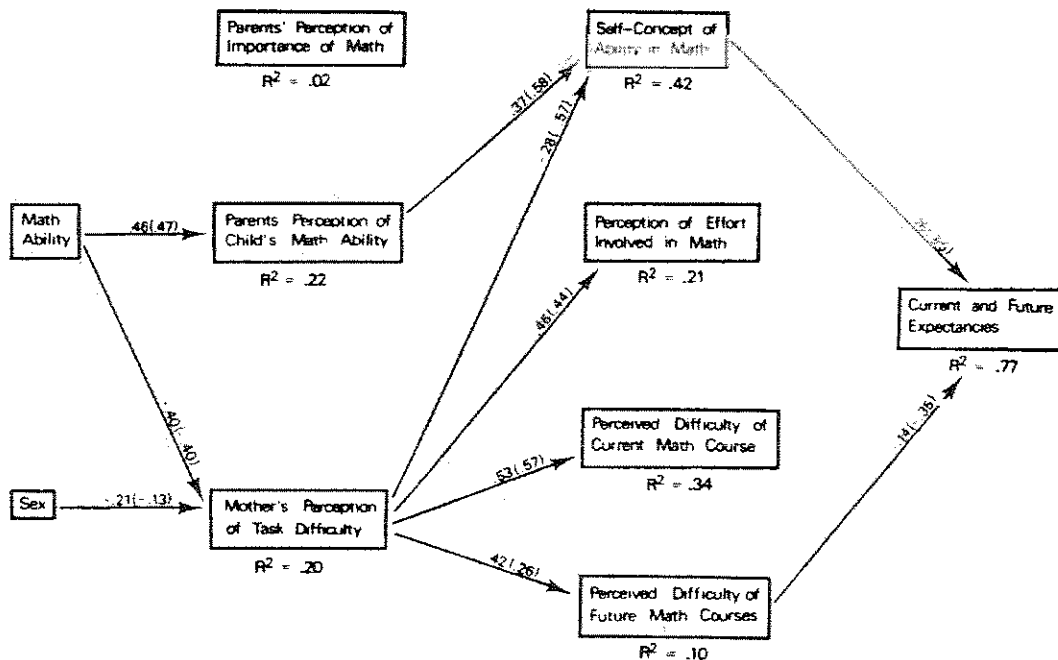 Parents' Perception of
Importance of Math
R² = .02
Self-Concept of
Ability in Math
R² = .42
.37(.58)
-.28( .57)
Math
Ability
.46(.47)
Parents Perception of
Child's Math Ability
R² = .22
Perception of Effort
Involved in Math
R² = .21
.46(.44)
Current and Future
Expectancies
R² = .77
.40(-.40)
.14(-.35)
Perceived Difficulty of
Current Math Course
R² = .34
.53(.57)
Sex
-.21(-.13)
Mother's Perception
of Task Difficulty
R² = .20
.42(.26)
Perceived Difficulty of
Future Math Courses
R² = .10